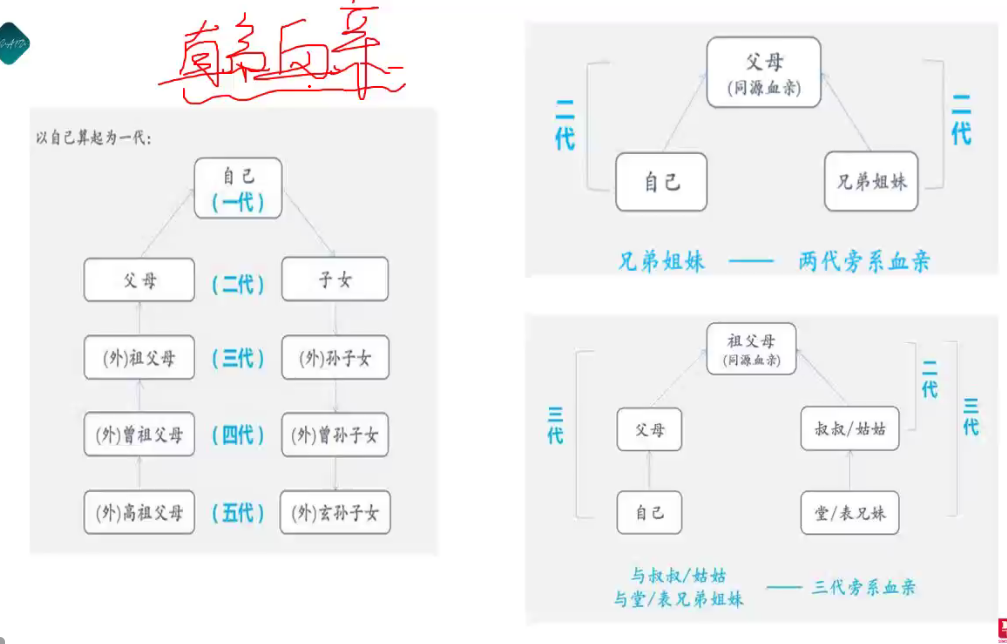 直系血亲
以自己算起为一代:
自己
(一代)
父母
(二代)
子女
(外)祖父母
(三代)
(外)孙子女
(外)曾祖父母
(四代)
(外)曾孙子女
(外)高祖父母
(五代)
(外)玄孙子女
父母
(同源血亲)
二代
二代
自己
兄弟姐妹
兄弟姐妹 —— 两代旁系血亲
祖父母
(同源血亲)
三代
二代
三代
父母
叔叔/姑姑
自己
堂/表兄妹
与叔叔/姑姑
与堂/表兄弟姐妹 —— 三代旁系血亲